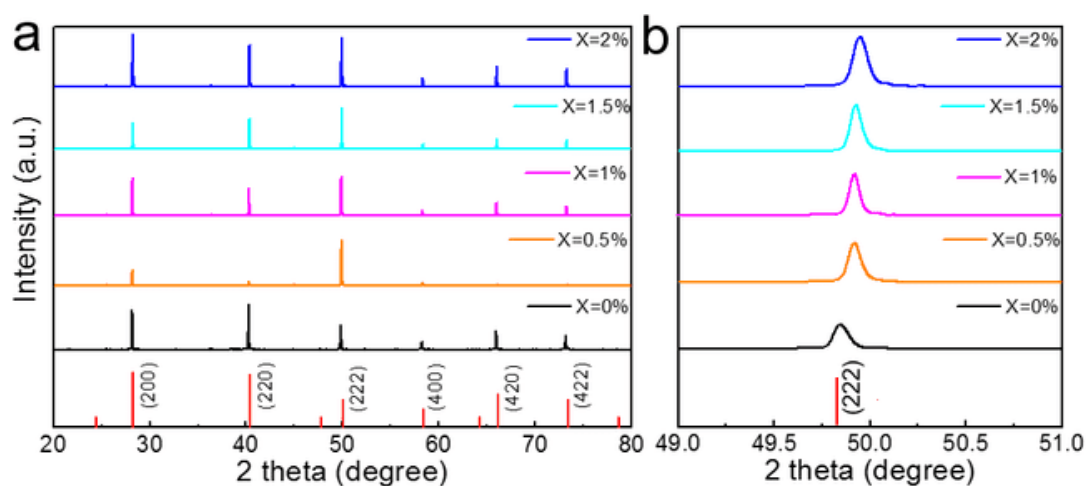 a
Intensity (a.u.)
X=2%
X=1.5%
X=1%
X=0.5%
X=0%
(200)
(220)
(222)
(400)
(420)
(422)
20 30 40 50 60 70 80
2 theta (degree)
b
X=2%
X=1.5%
X=1%
X=0.5%
X=0%
(222)
49.0 49.5 50.0 50.5 51.0
2 theta (degree)